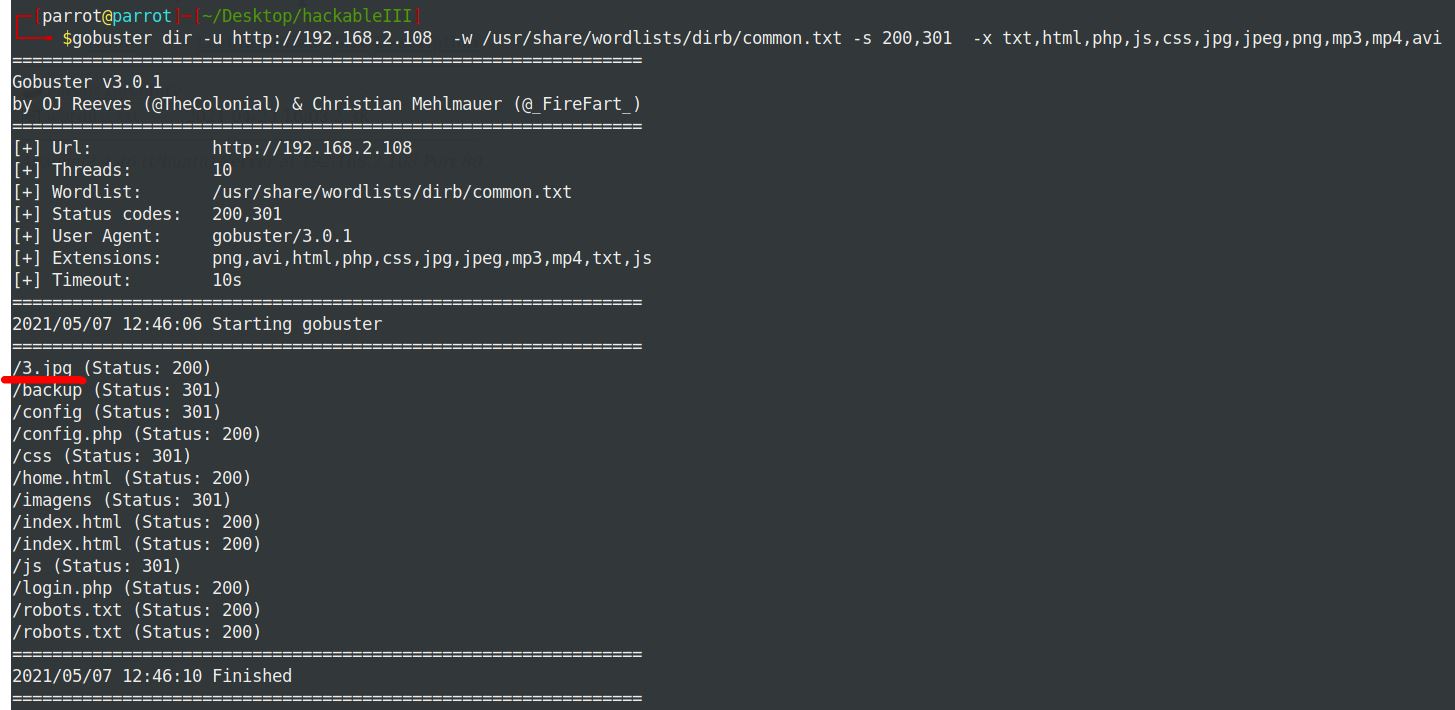 [parrot@parrot]─[~/Desktop/hackableIII]
$gobuster dir -u http://192.168.2.108  -w /usr/share/wordlists/dirb/common.txt -s 200,301  -x txt,html,php,js,css,jpg,jpeg,png,mp3,mp4,avi
===============================================================
Gobuster v3.0.1
by OJ Reeves (@TheColonial) & Christian Mehlmauer (@_FireFart_)
===============================================================
[+] Url:            http://192.168.2.108
[+] Threads:        10
[+] Wordlist:       /usr/share/wordlists/dirb/common.txt
[+] Status codes:   200,301
[+] User Agent:     gobuster/3.0.1
[+] Extensions:     png,avi,html,php,css,jpg,jpeg,mp3,mp4,txt,js
[+] Timeout:        10s
===============================================================
2021/05/07 12:46:06 Starting gobuster
===============================================================
/3.jpg (Status: 200)
/backup (Status: 301)
/config (Status: 301)
/config.php (Status: 200)
/css (Status: 301)
/home.html (Status: 200)
/imagens (Status: 301)
/index.html (Status: 200)
/index.html (Status: 200)
/js (Status: 301)
/login.php (Status: 200)
/robots.txt (Status: 200)
/robots.txt (Status: 200)
===============================================================
2021/05/07 12:46:10 Finished
===============================================================